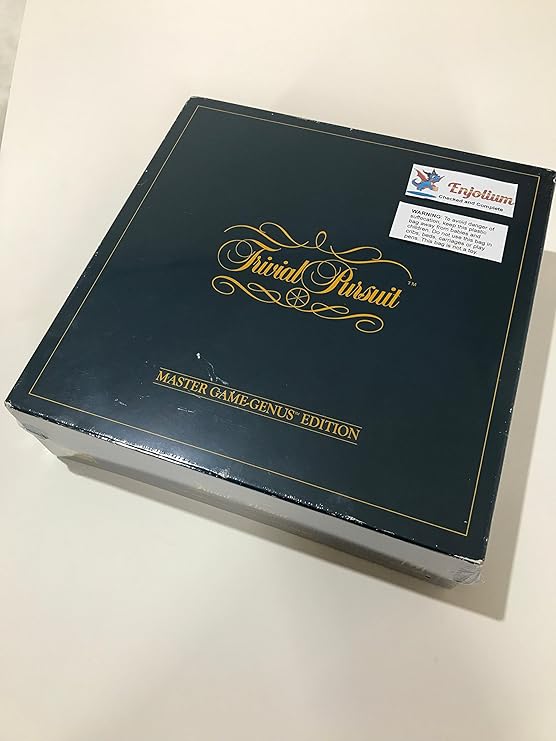 Enjolium
Checked and Complete
WARNING: To avoid danger of
suffocation, keep this plastic
bag away from babies and
children. Do not use this bag in
cribs, beds, carriages or play
pens. This bag is not a toy.
Trivial Pursuit™
MASTER GAME-GENUS™ EDITION